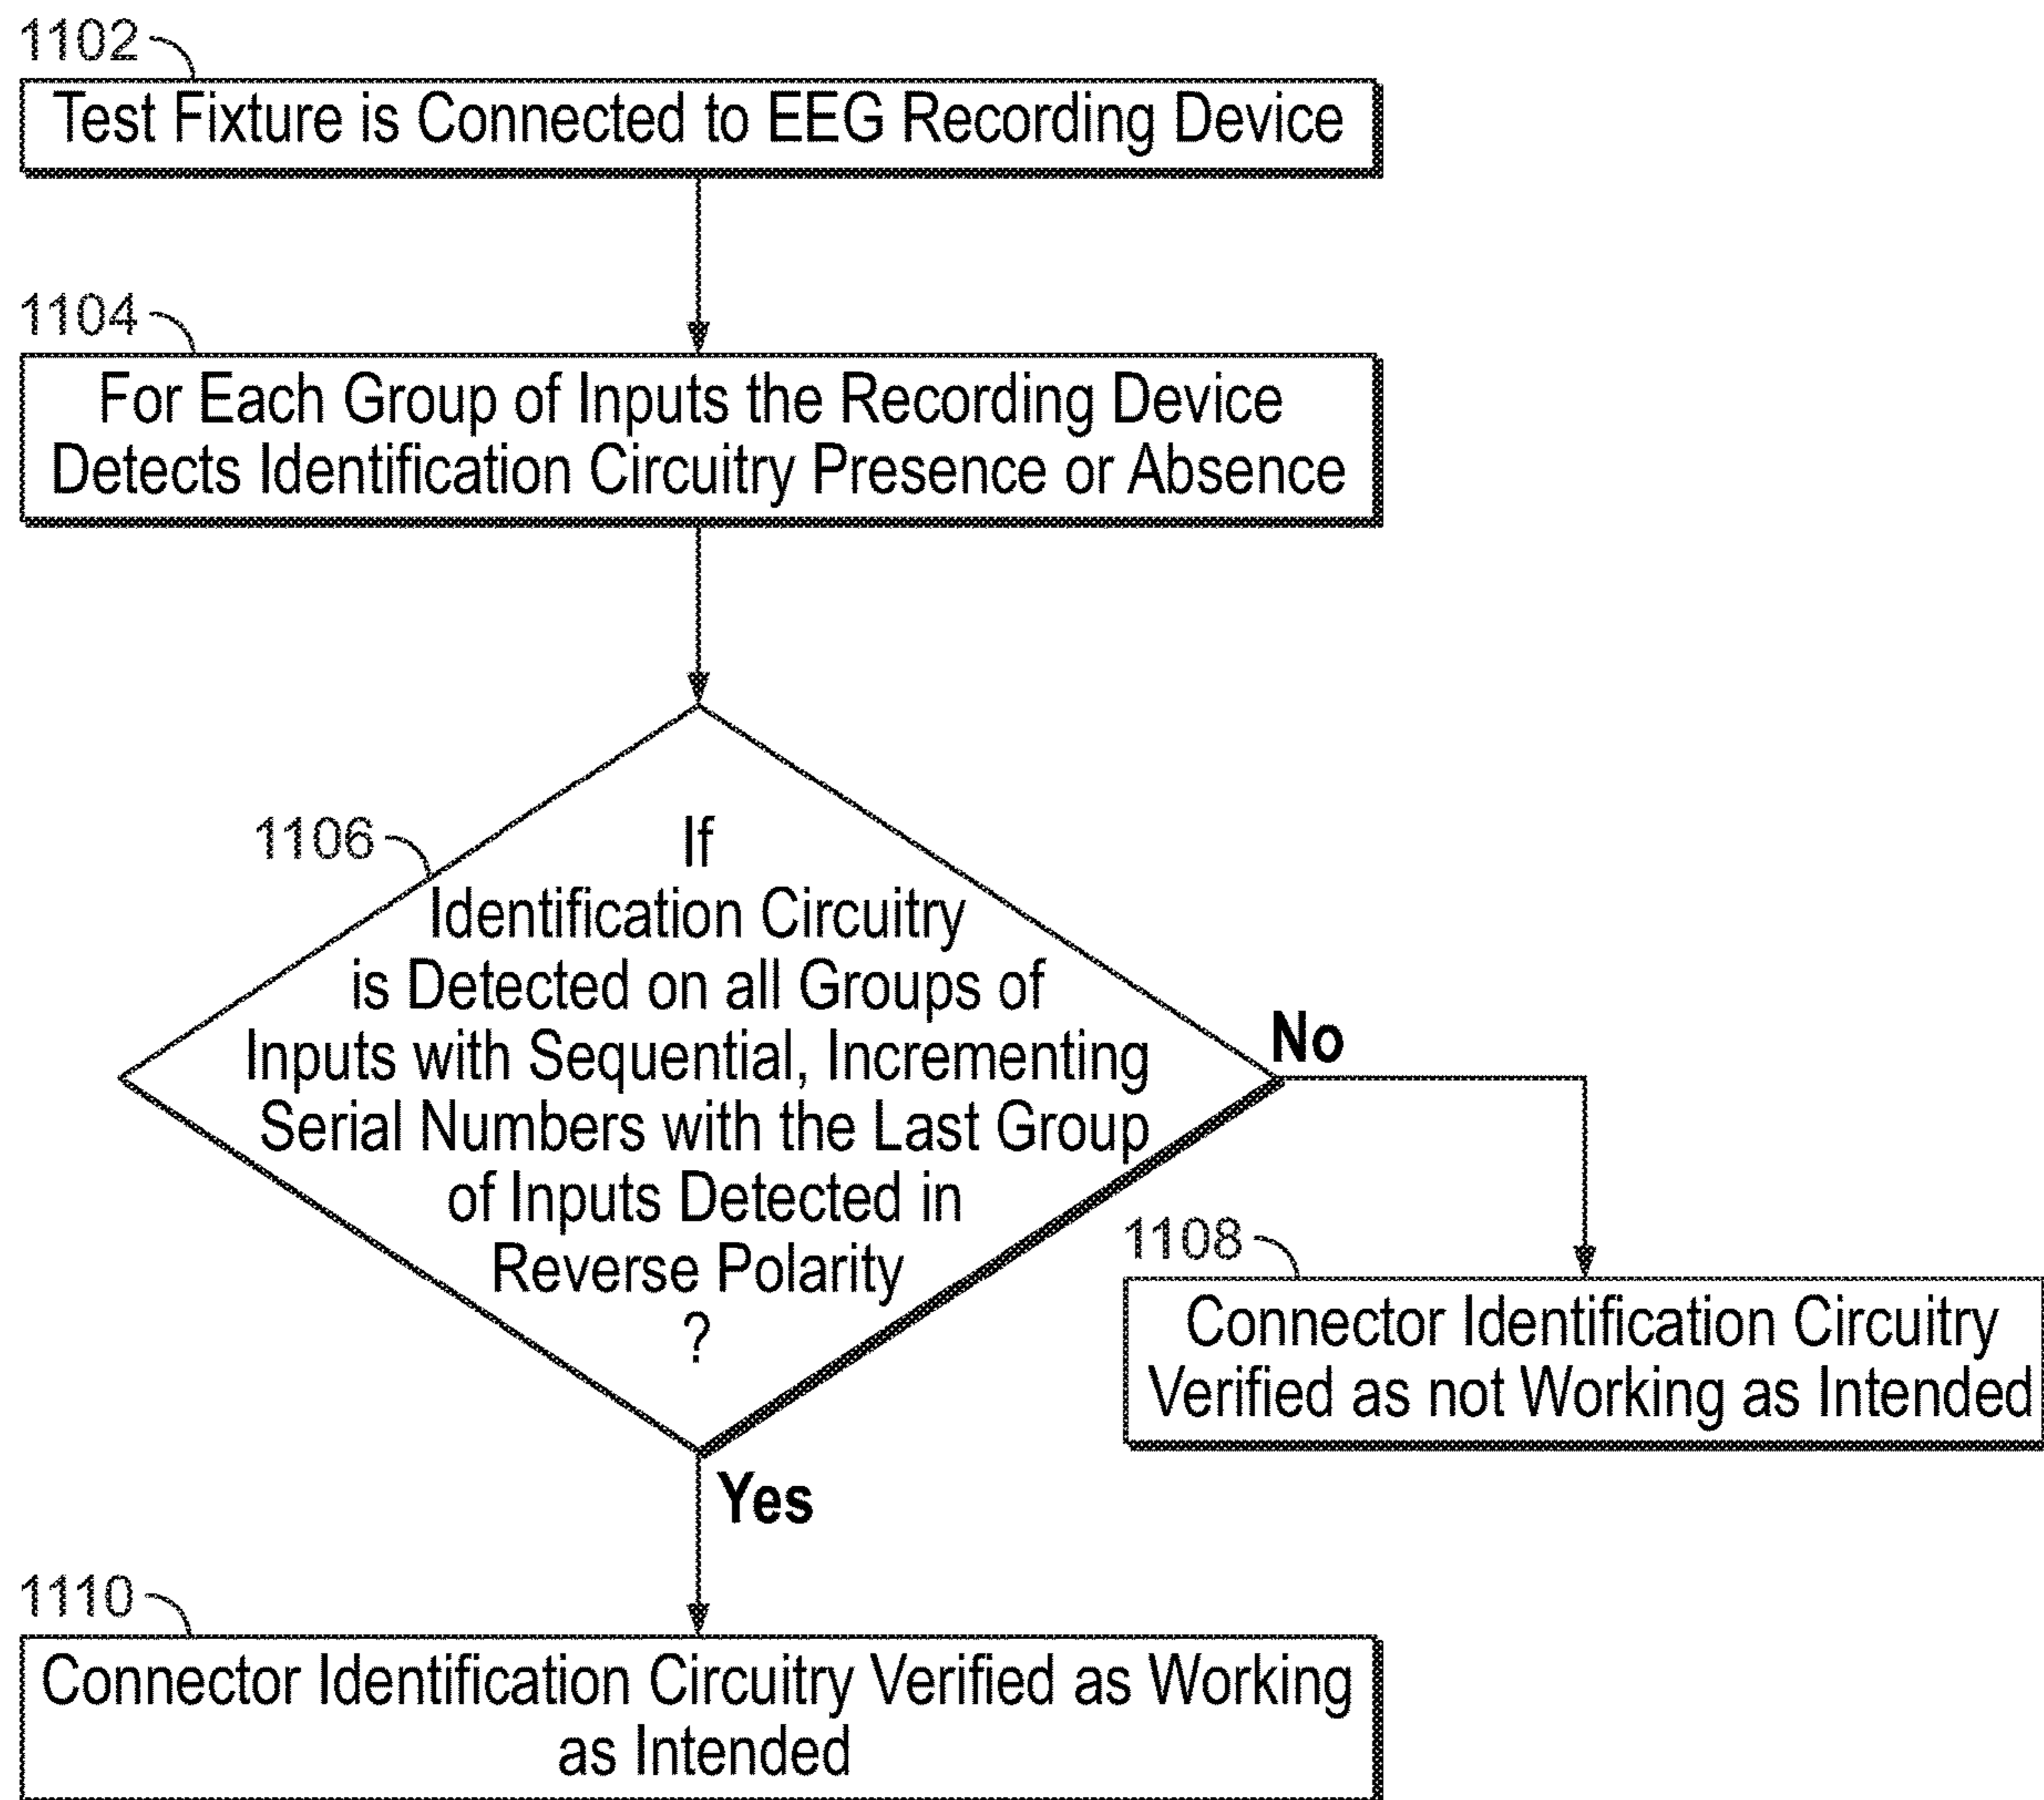 1102
Test Fixture is Connected to EEG Recording Device
1104
For Each Group of Inputs the Recording Device
Detects Identification Circuitry Presence or Absence
1106
If
Identification Circuitry
is Detected on all Groups of
Inputs with Sequential, Incrementing
Serial Numbers with the Last Group
of Inputs Detected in
Reverse Polarity
?
No
1108
Connector Identification Circuitry
Verified as not Working as Intended
Yes
1110
Connector Identification Circuitry Verified as Working
as Intended